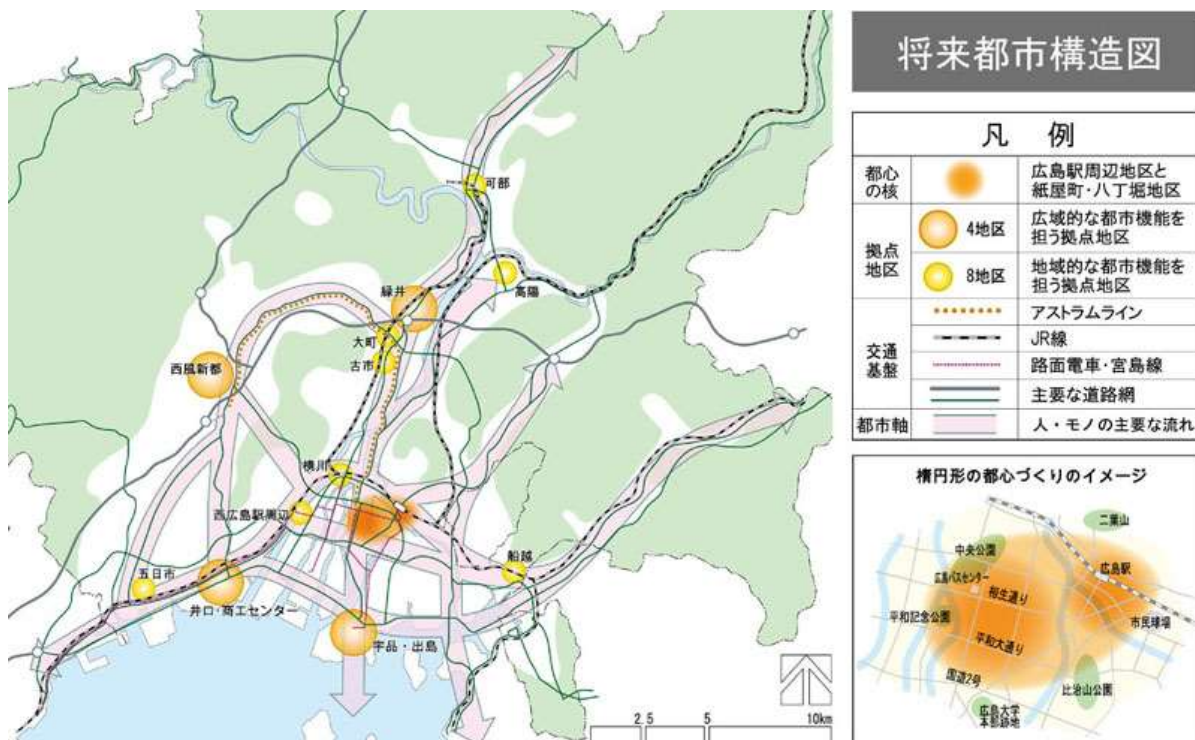 将来都市構造図
凡 例
都心
の核
広島駅周辺地区と
紙屋町・八丁堀地区
拠点
地区
4地区
広域的な都市機能を
担う拠点地区
8地区
地域的な都市機能を
担う拠点地区
交通
基盤
アストラムライン
JR線
路面電車・宮島線
主要な道路網
都市軸
人・モノの主要な流れ
可部
高陽
緑井
大町
古市
西風新都
横川
西広島駅周辺
船越
五日市
井口・商工センター
宇品・出島
2.5
5
10km
楕円形の都心づくりのイメージ
二葉山
中央公園
広島駅
広島バスセンター
相生通り
平和記念公園
市民球場
平和大通り
国道2号
比治山公園
広島大学
本部跡地